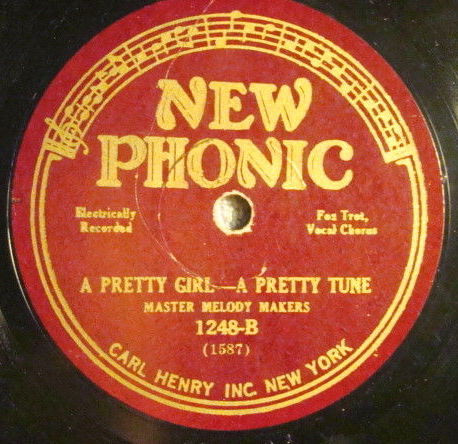 NEW
PHONIC
Electrically
Recorded
Fox Trot,
Vocal Chorus
A PRETTY GIRL—A PRETTY TUNE
MASTER MELODY MAKERS
1248-B
(1587)
CARL HENRY INC. NEW YORK